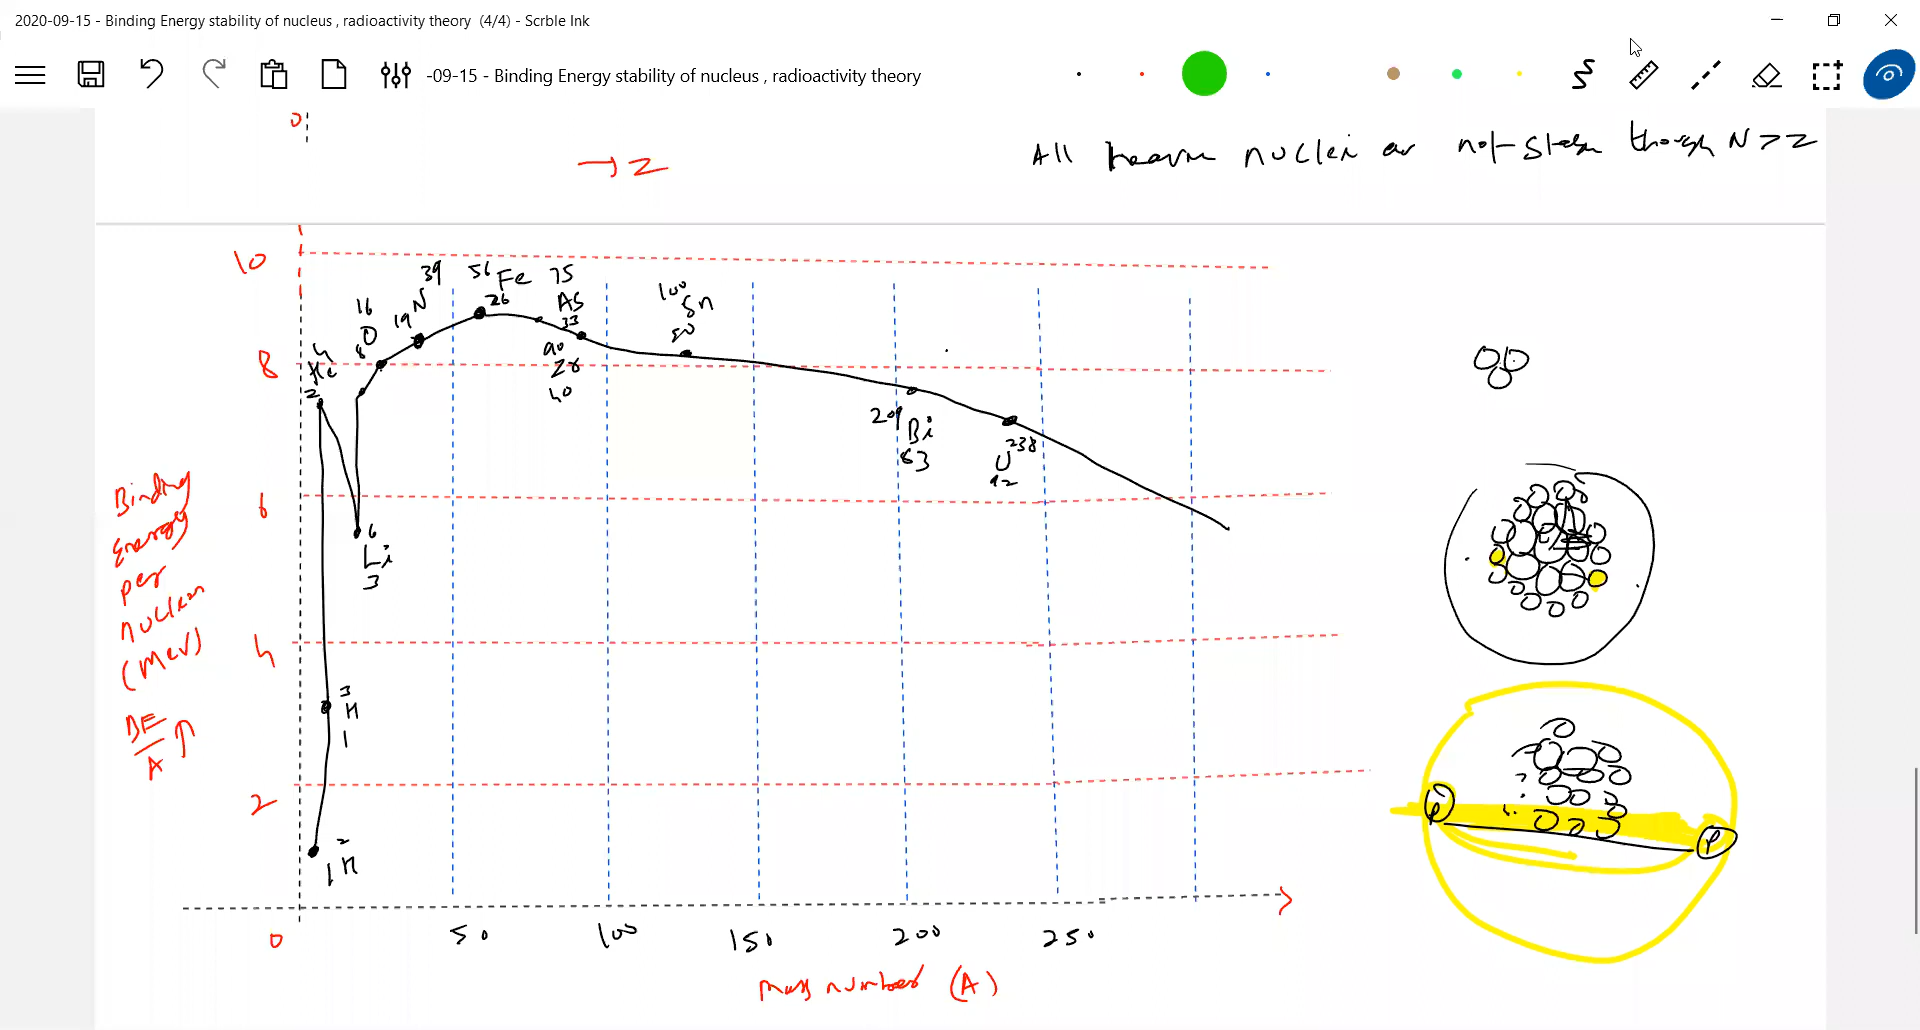 2020-09-15 - Binding Energy stability of nucleus , radioactivity theory (4/4) - Scrble Ink
-09-15 - Binding Energy stability of nucleus , radioactivity theory
0
→ Z
All nuclei are not though N > Z
10
8
6
4
2
0
Binding
Energy
per
nucleon
(MeV)
BE
A
↑
4
He
2
16
O
8
39
N
19
56
Fe
26
75
As
33
90
Zr
40
100
Sn
50
209
Bi
83
238
U
92
6
Li
3
3
H
1
2
1 H
50
100
150
200
250
Mass number (A)
P
P